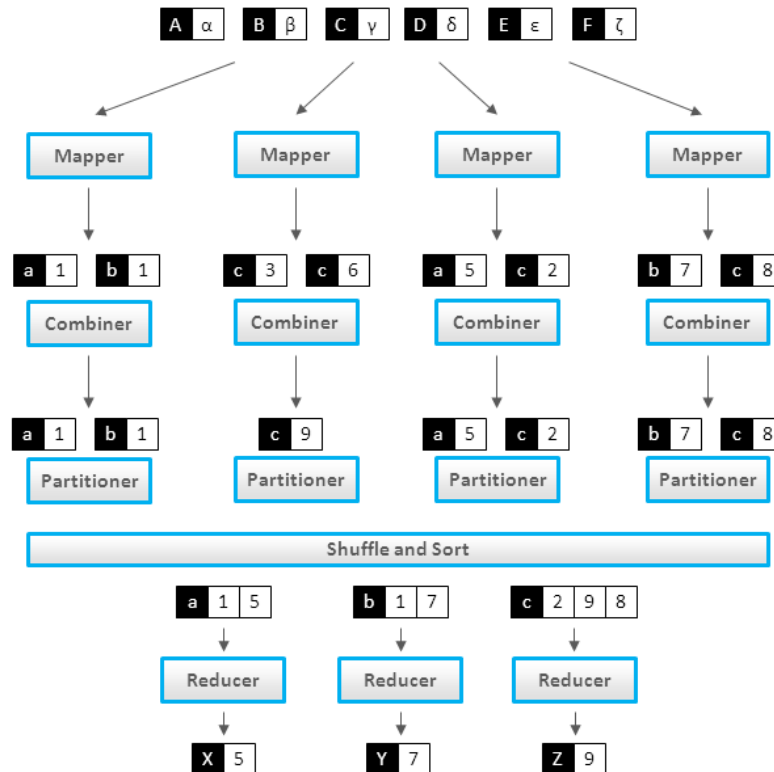 A α B β C γ D δ E ε F ζ
Mapper Mapper Mapper Mapper
a 1 b 1 c 3 c 6 a 5 c 2 b 7 c 8
Combiner Combiner Combiner Combiner
a 1 b 1 c 9 a 5 c 2 b 7 c 8
Partitioner Partitioner Partitioner Partitioner
Shuffle and Sort
a 1 5 b 1 7 c 2 9 8
Reducer Reducer Reducer
X 5 Y 7 Z 9